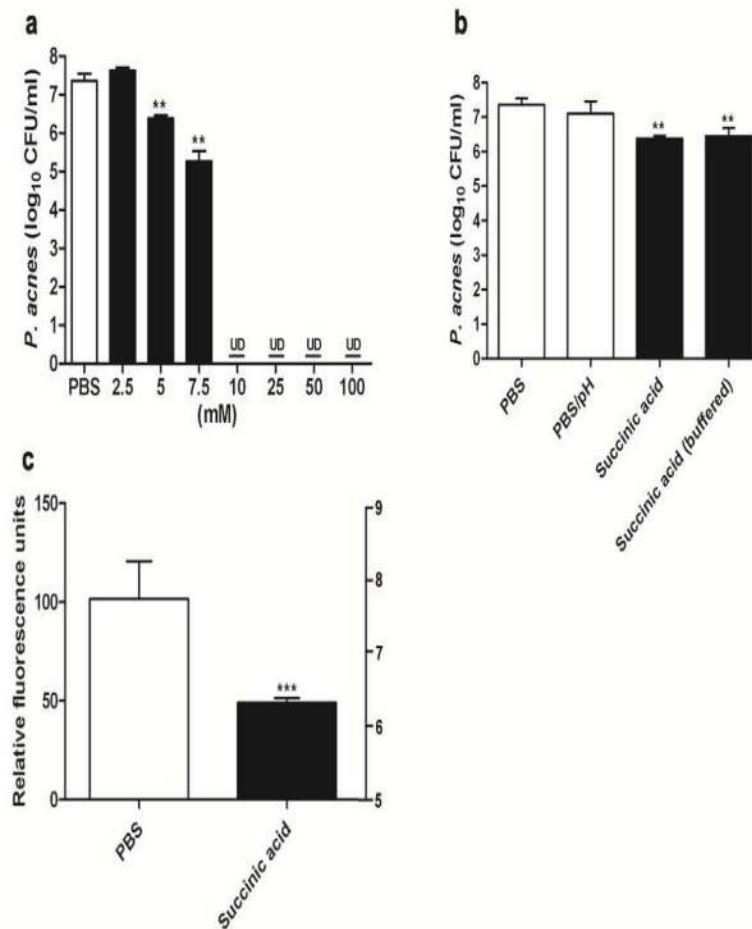 a
P. acnes (log10 CFU/ml)
8
7
6
5
4
3
2
1
0
**
**
UD UD UD UD
PBS 2.5 5 7.5 10 25 50 100
(mM)
b
P. acnes (log10 CFU/ml)
8
7
6
5
4
3
2
1
0
**
**
PBS
PBS/pH
Succinic acid
Succinic acid (buffered)
c
Relative fluorescence units
150
100
50
0
***
9
8
7
6
5
PBS
Succinic acid